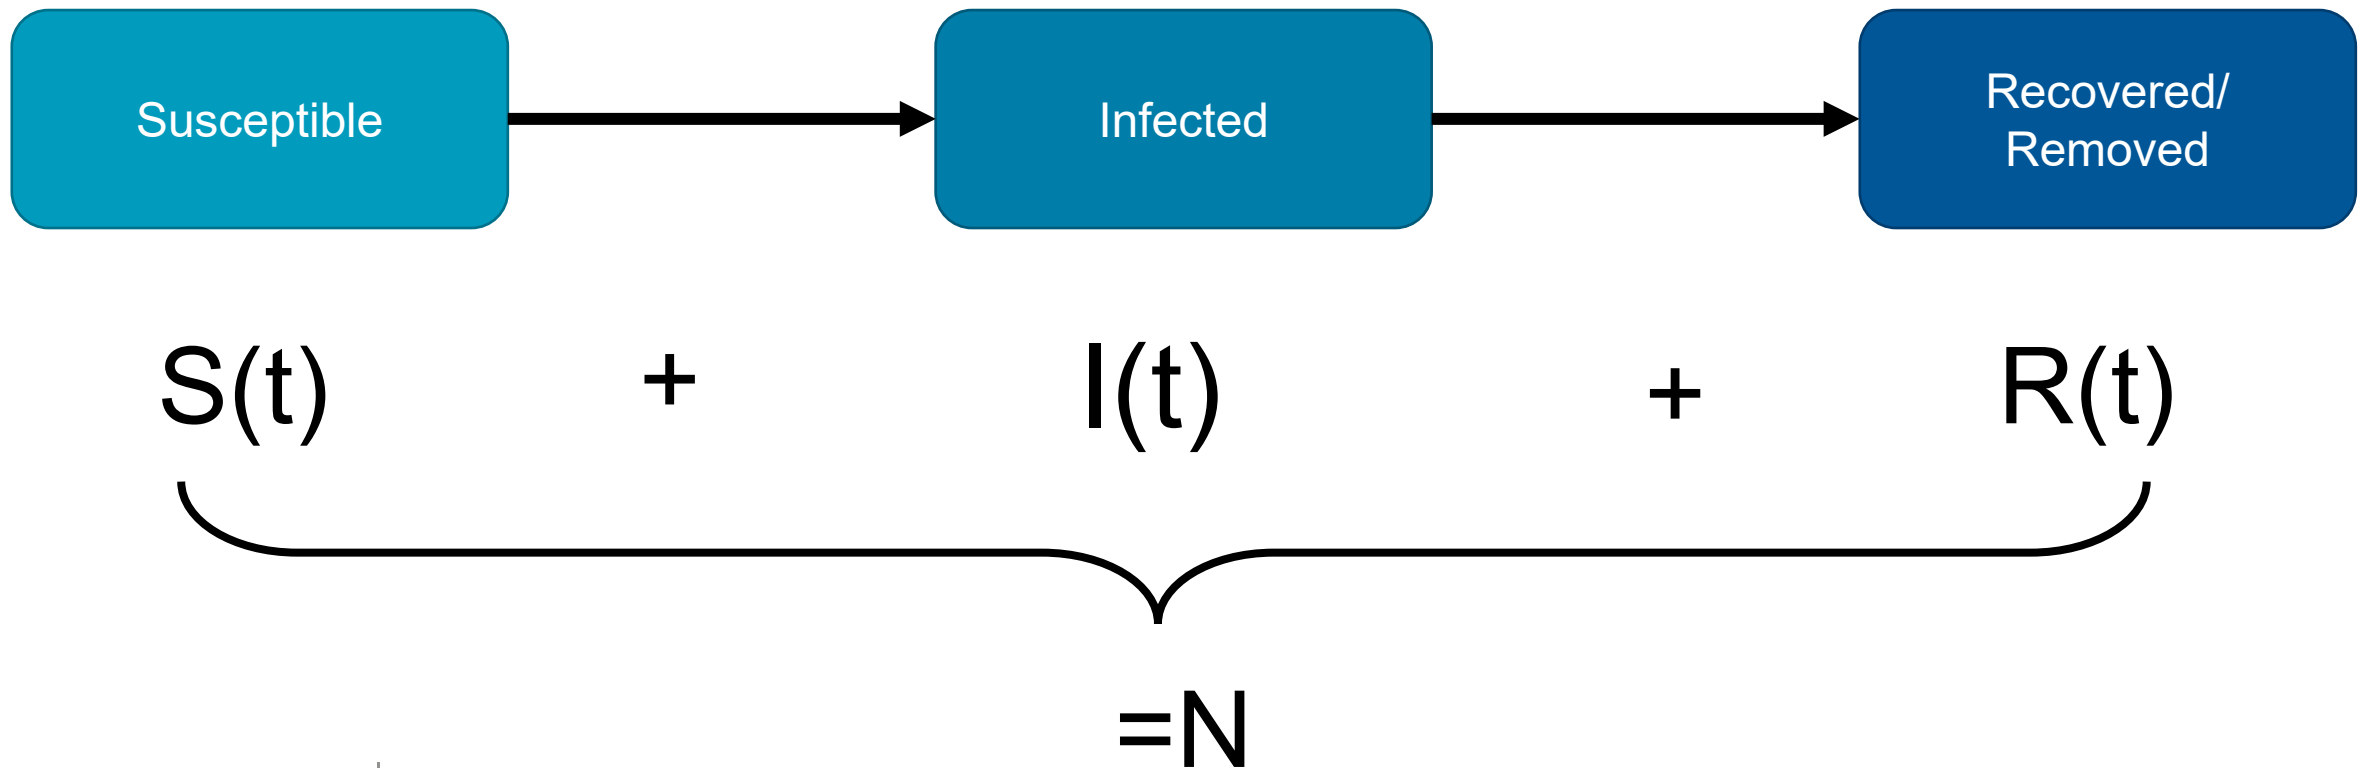 Susceptible
Infected
Recovered/
Removed
S(t) + I(t) + R(t)
=N